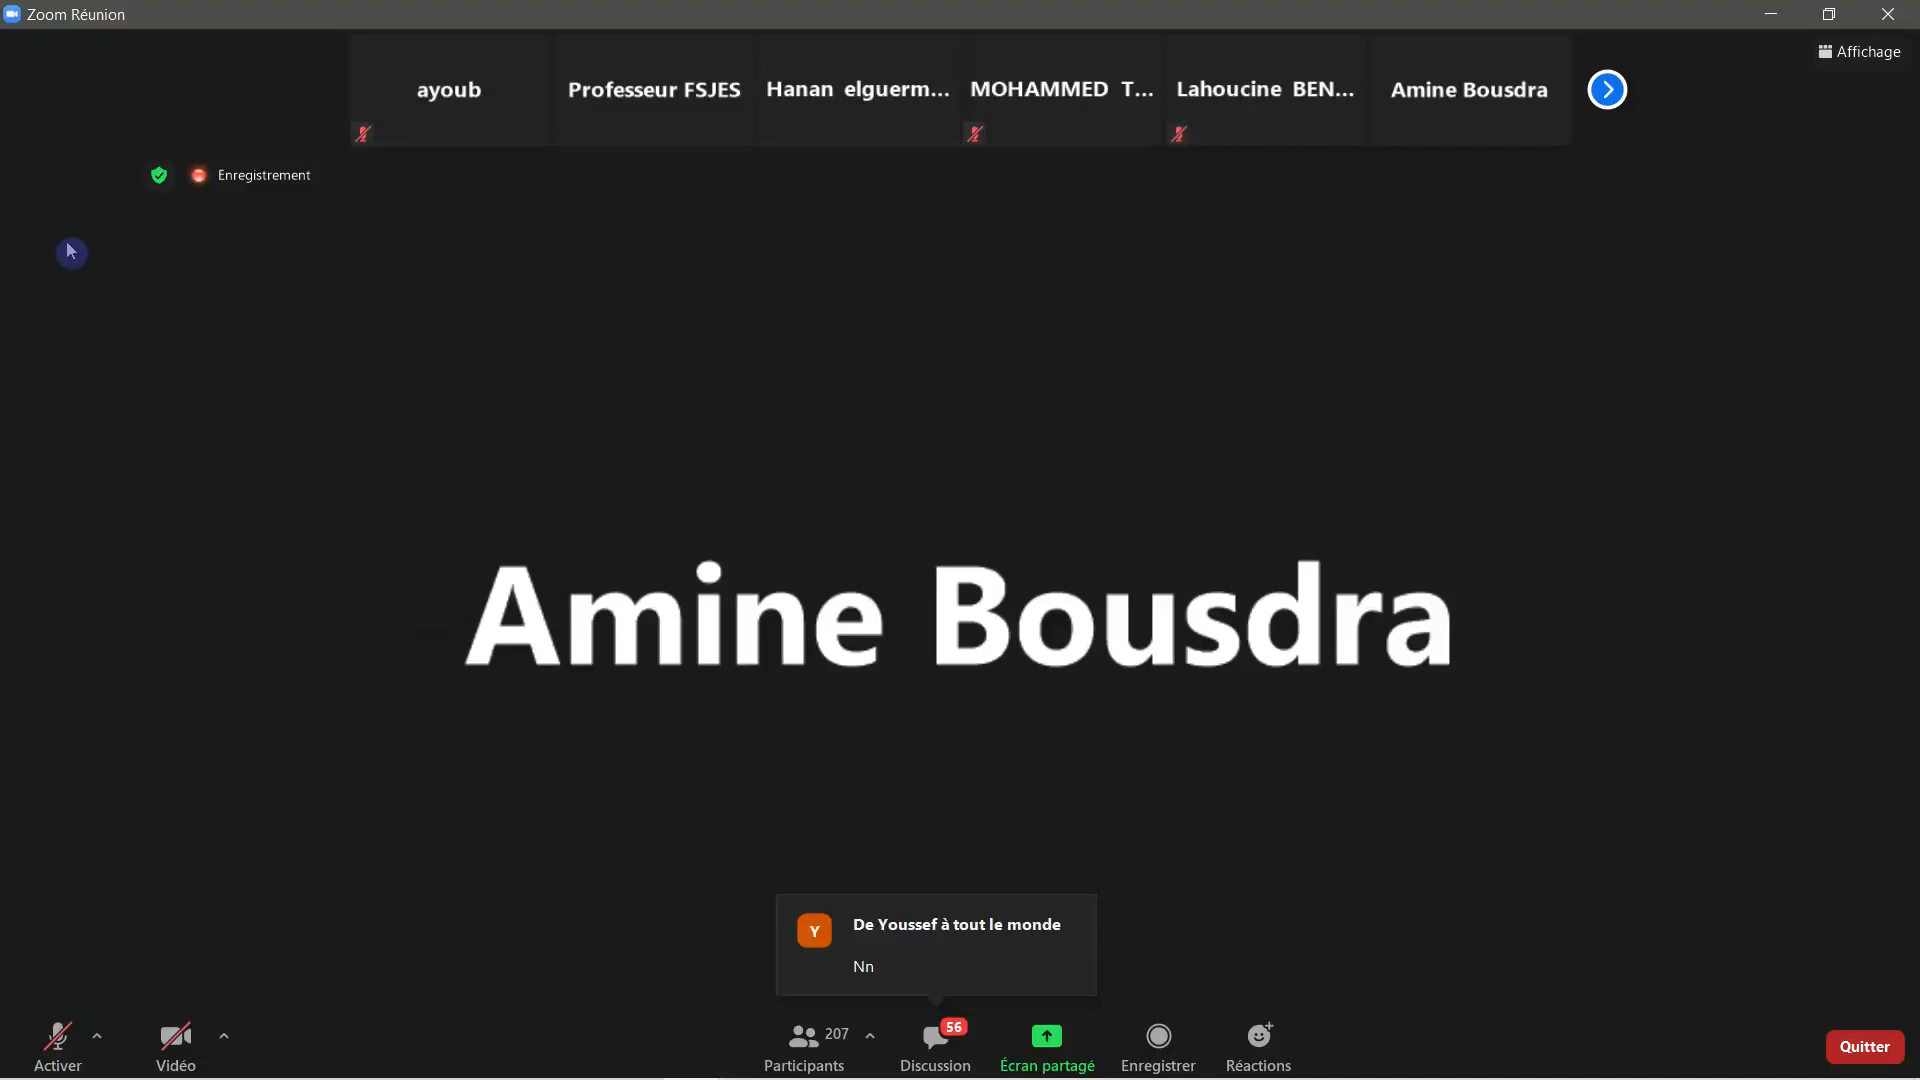 Zoom Réunion
Affichage
ayoub
Professeur FSJES
Hanan elguerm...
MOHAMMED T...
Lahoucine BEN...
Amine Bousdra
Enregistrement
Amine Bousdra
Y
De Youssef à tout le monde
Nn
207
56
Activer
Vidéo
Participants
Discussion
Écran partagé
Enregistrer
Réactions
Quitter